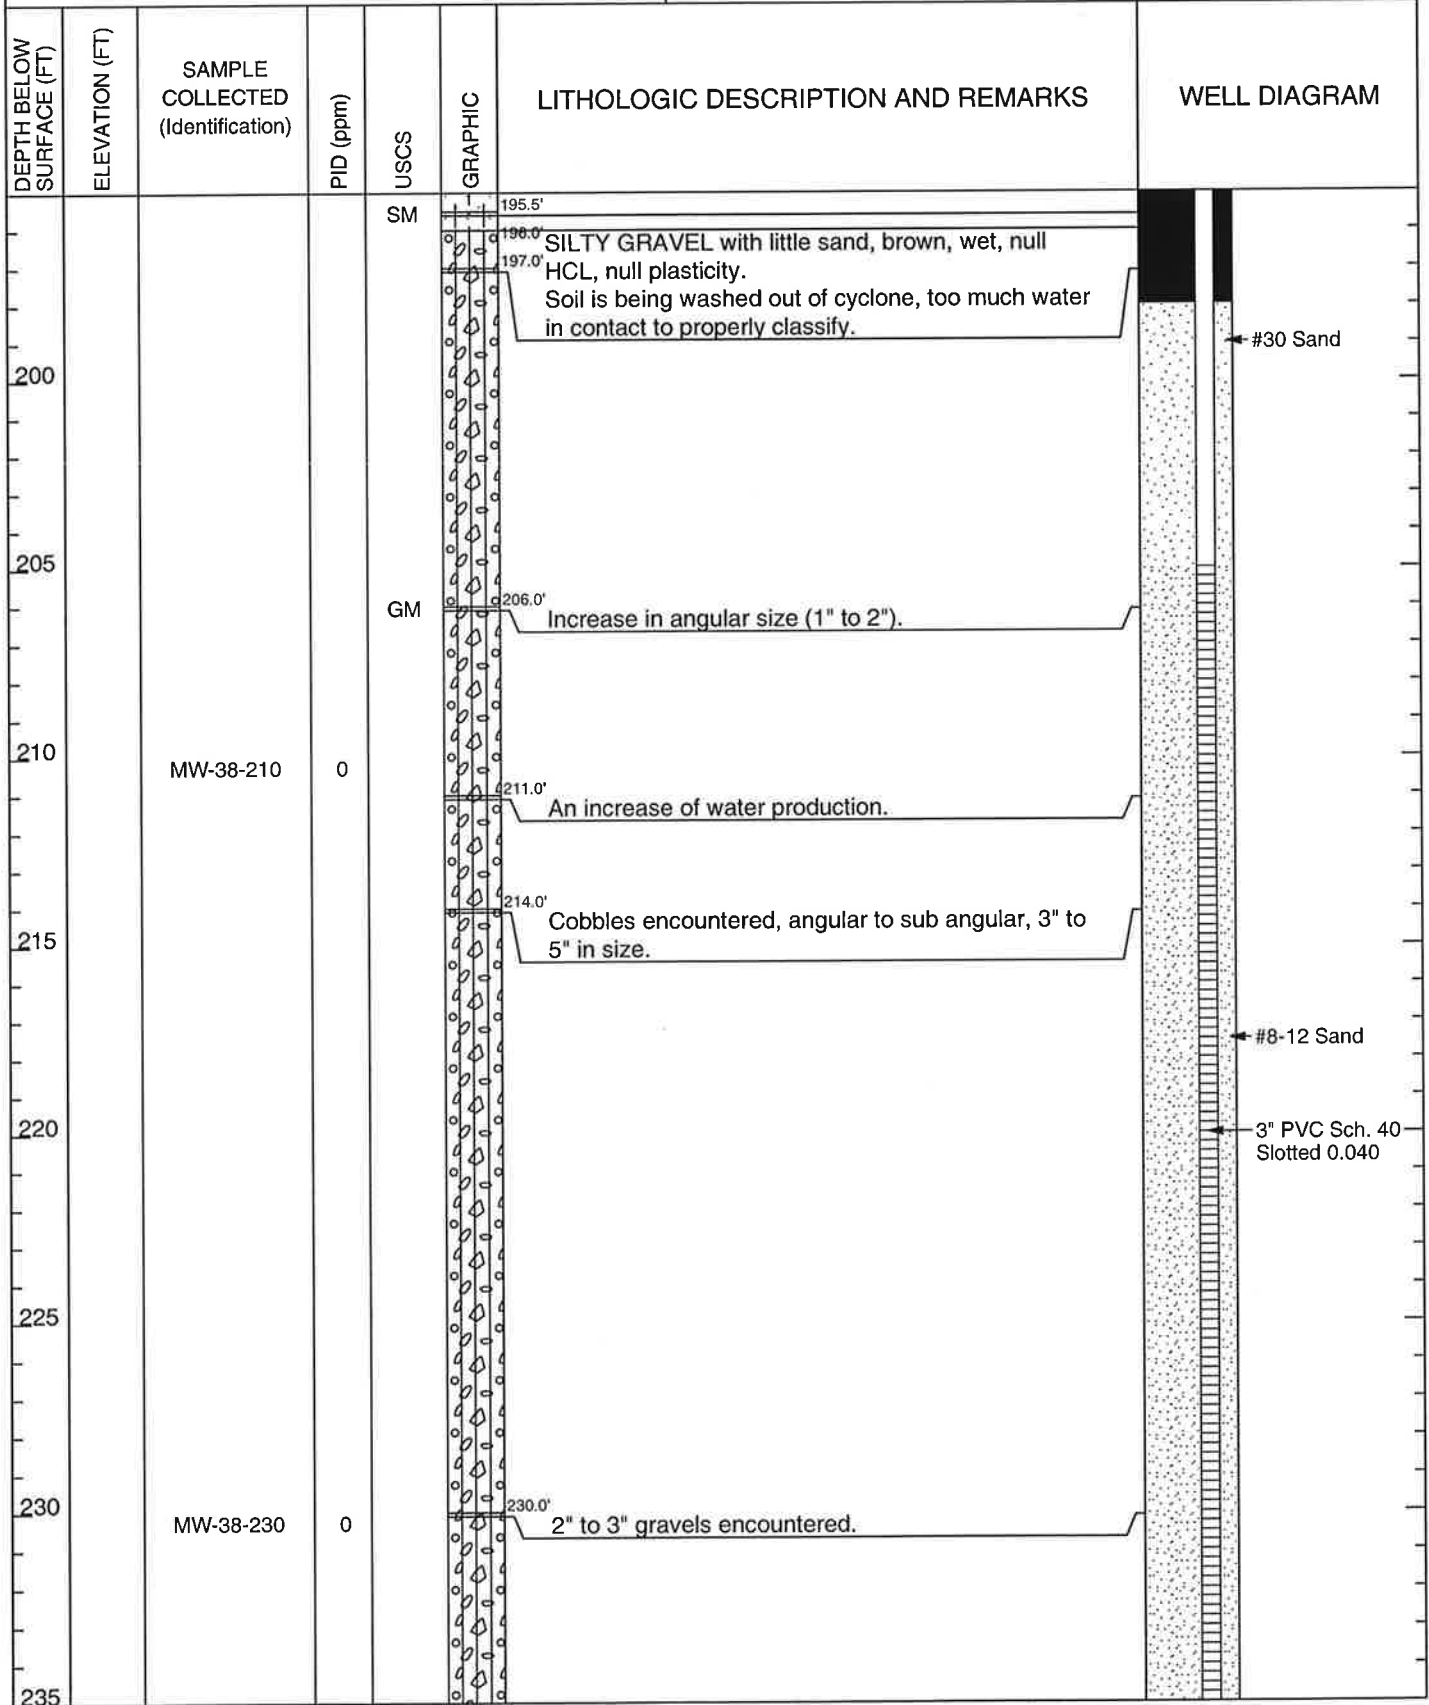 DEPTH BELOW
SURFACE (FT)
ELEVATION (FT)
SAMPLE
COLLECTED
(Identification)
PID (ppm)
USCS
GRAPHIC
LITHOLOGIC DESCRIPTION AND REMARKS
WELL DIAGRAM
SM
195.5'
196.0'
SILTY GRAVEL with little sand, brown, wet, null
197.0'
HCL, null plasticity.
Soil is being washed out of cyclone, too much water
in contact to properly classify.
#30 Sand
200
205
GM
206.0'
Increase in angular size (1" to 2").
210
MW-38-210
0
211.0'
An increase of water production.
214.0'
Cobbles encountered, angular to sub angular, 3" to
5" in size.
215
#8-12 Sand
220
3" PVC Sch. 40
Slotted 0.040
225
230
230.0'
MW-38-230
0
2" to 3" gravels encountered.
235